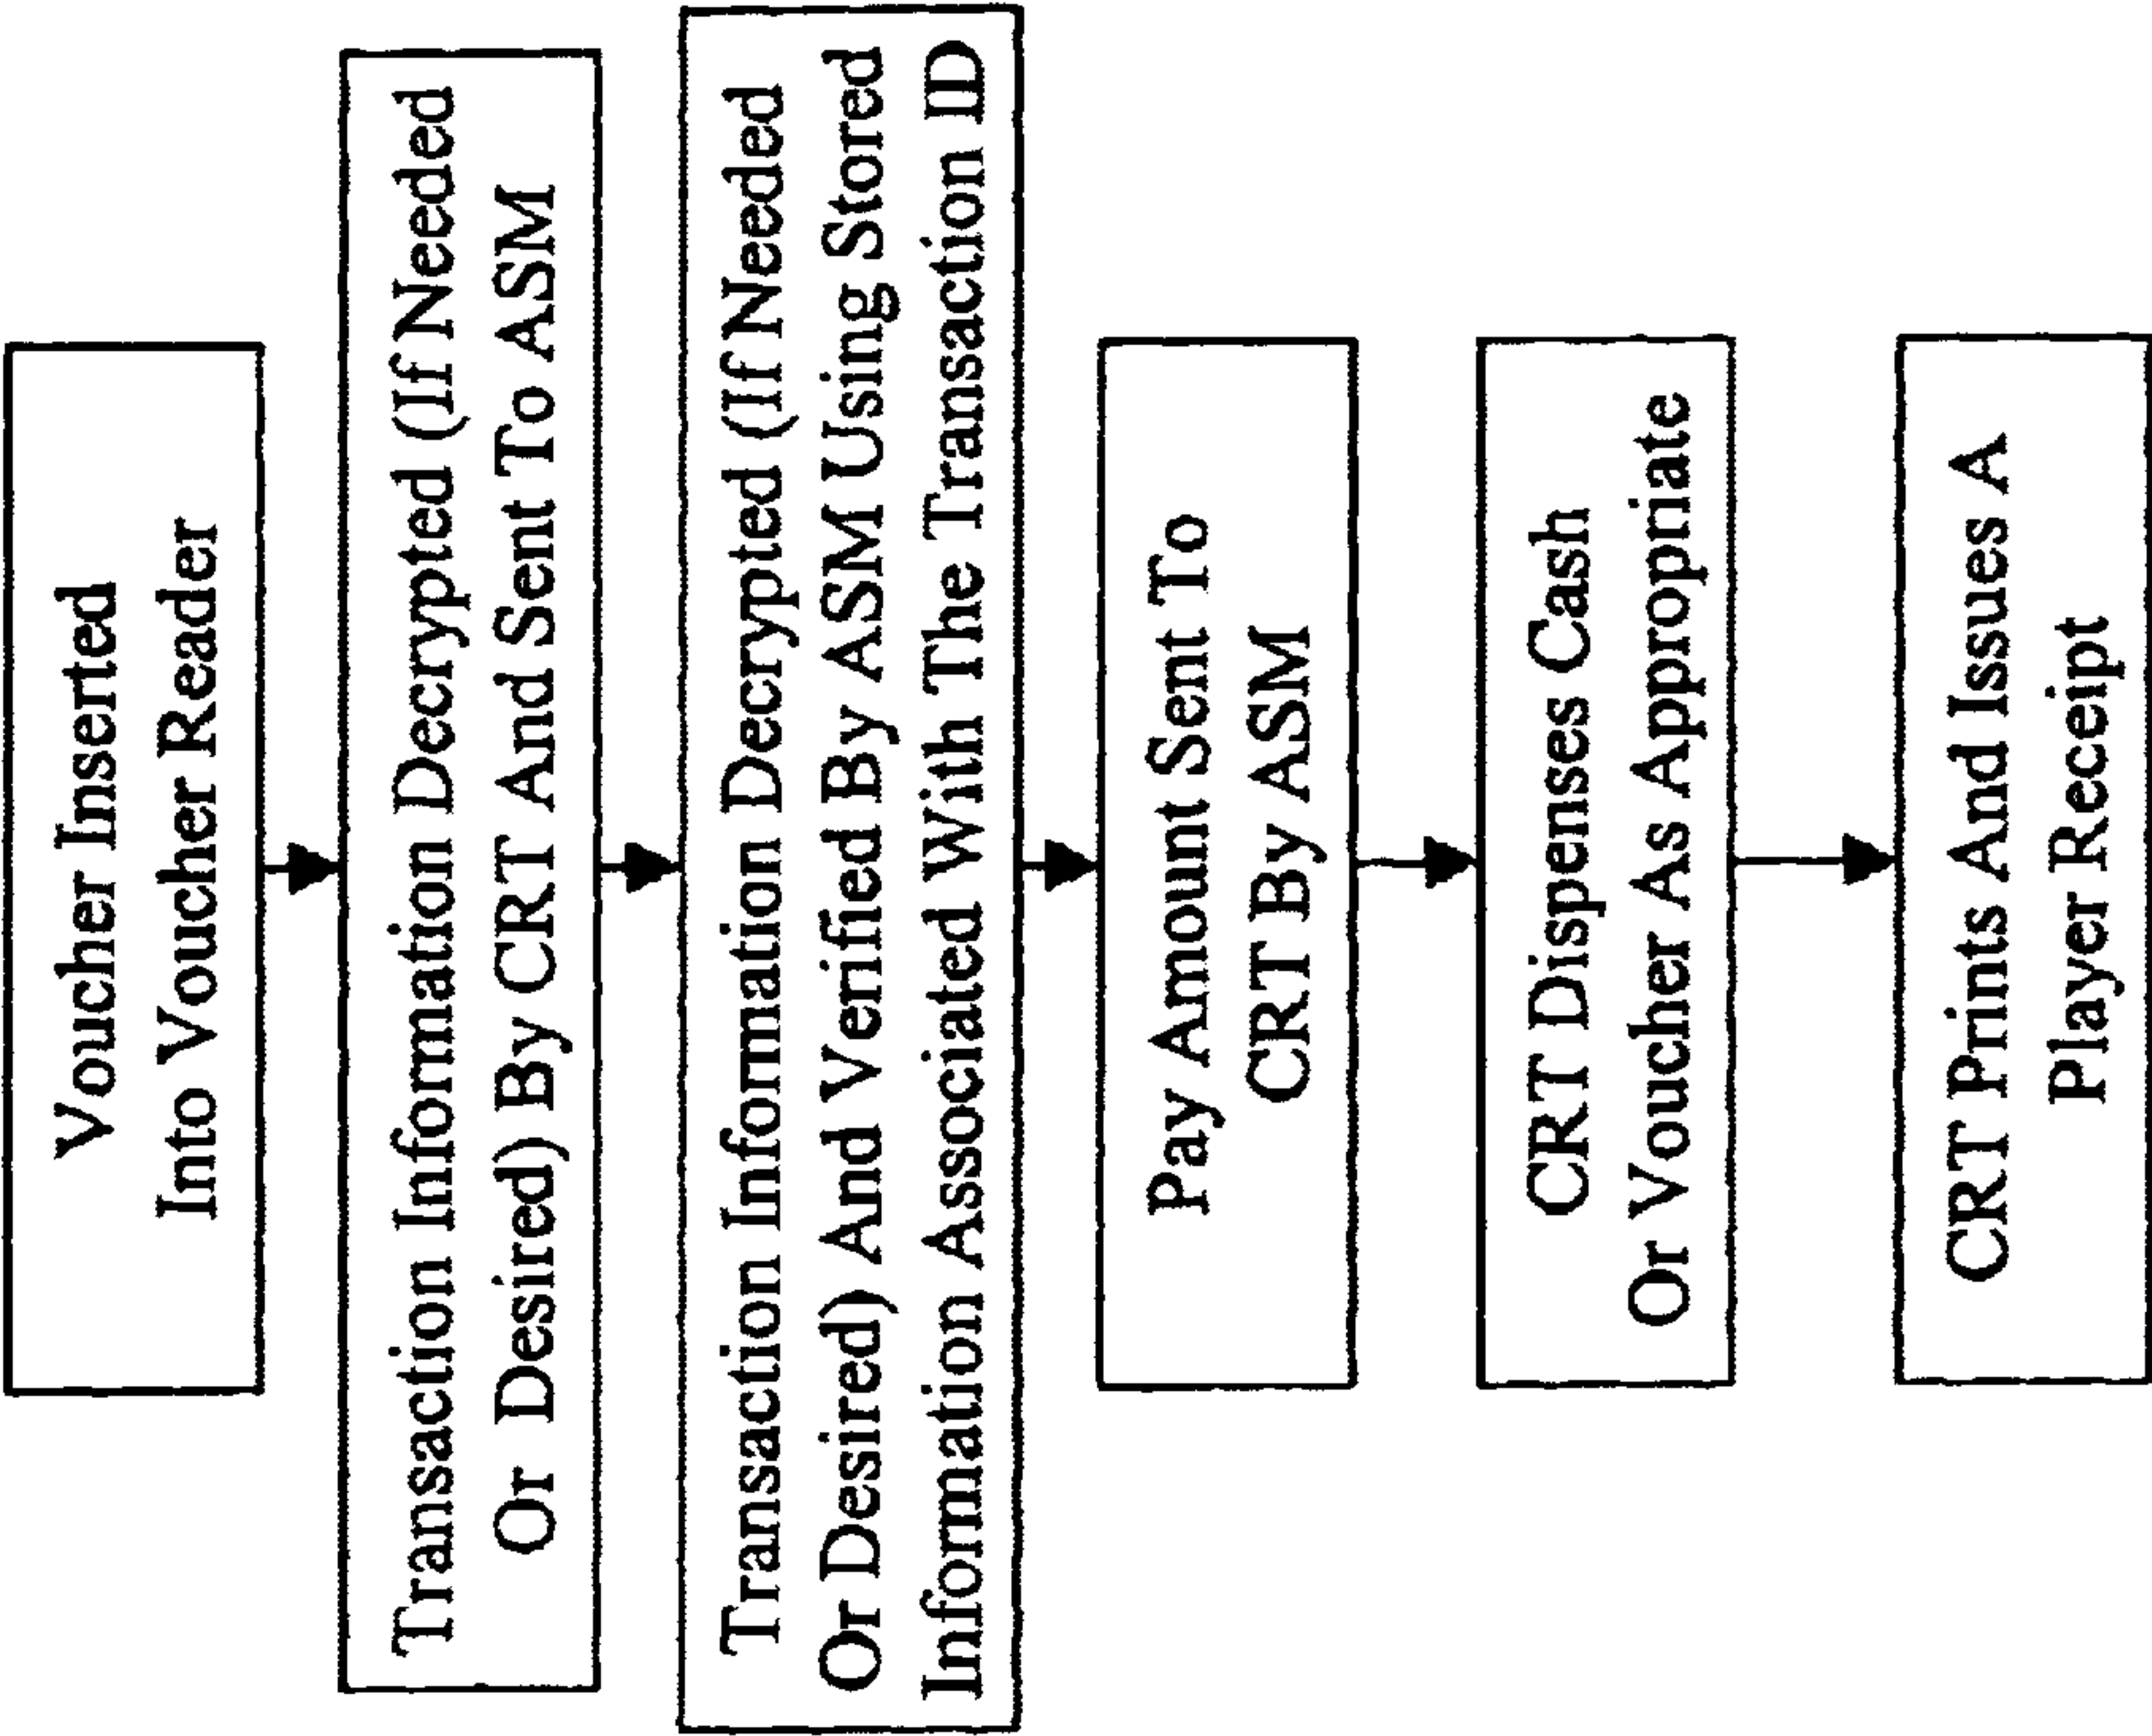 Voucher Inserted
Into Voucher Reader
Transaction Information Decrypted (If Needed
Or Desired) By CRT And Sent To ASM
Transaction Information Decrypted (If Needed
Or Desired) And Verified By ASM Using Stored
Information Associated With The Transaction ID
Pay Amount Sent To
CRT By ASM
CRT Dispenses Cash
Or Voucher As Appropriate
CRT Prints And Issues A
Player Receipt